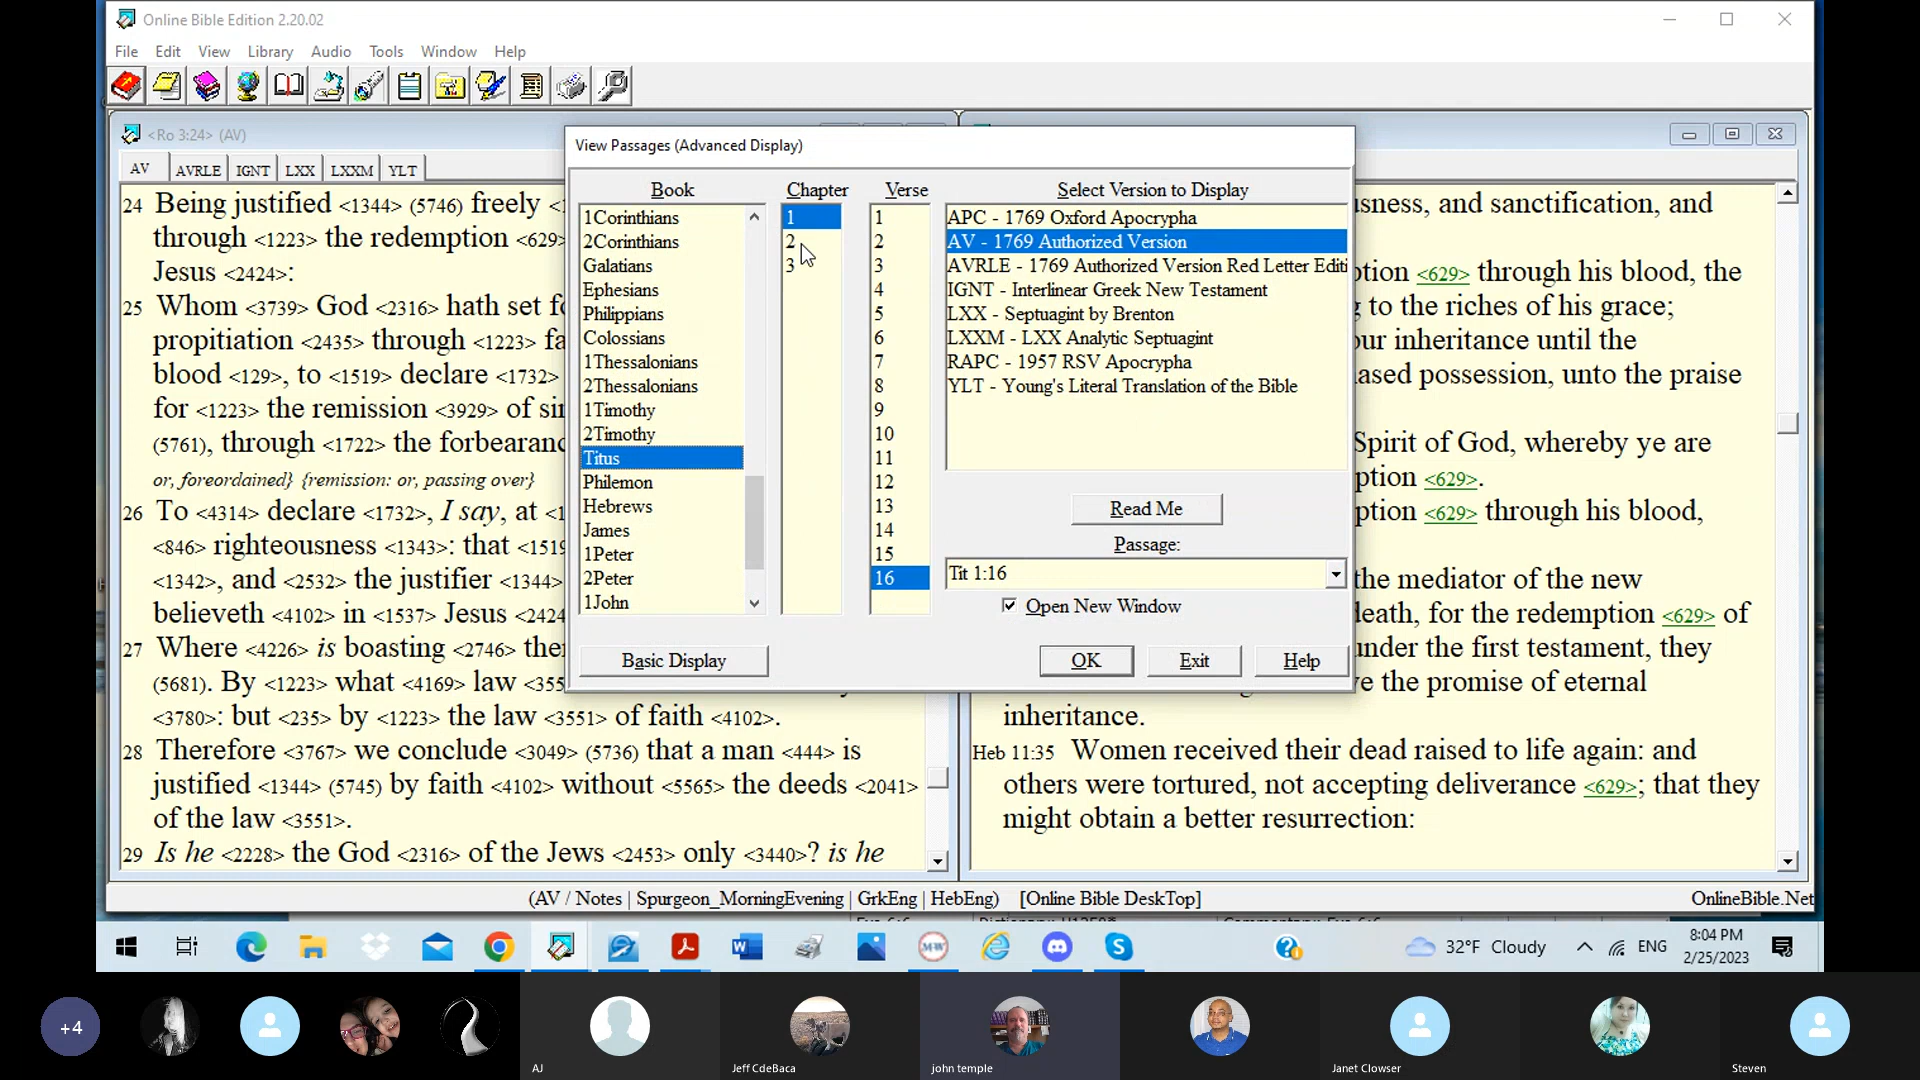 Online Bible Edition 2.20.02
File Edit View Library Audio Tools Window Help
<Ro 3:24> (AV)
AV AVRLE IGNT LXX LXXM YLT
24 Being justified <1344> (5746) freely
through <1223> the redemption <629>
Jesus <2424>:
25 Whom <3739> God <2316> hath set
propitiation <2435> through <1223>
blood <129>, to <1519> declare <1732>
for <1223> the remission <3929> of
(5761), through <1722> the
or, foreordained} {remission: or, passing over}
26 To <4314> declare <1732>, I say, at
<846> righteousness <1343>: that
<1342>, and <2532> the justifier
believeth <4102> in <1537> Jesus
27 Where <4226> is boasting <2746>
(5681). By <1223> what <4169> law
<3780>: but <235> by <1223> the law <3551> of faith <4102>.
28 Therefore <3767> we conclude <3049> (5736) that a man <444> is
justified <1344> (5745) by faith <4102> without <5565> the deeds <2041>
of the law <3551>.
29 Is he <2228> the God <2316> of the Jews <2453> only <3440>? is he
View Passages (Advanced Display)
Book
1Corinthians
2Corinthians
Galatians
Ephesians
Philippians
Colossians
1Thessalonians
2Thessalonians
1Timothy
2Timothy
Titus
Philemon
Hebrews
James
1Peter
2Peter
1John
Basic Display
Chapter
1
2
3
Verse
1
2
3
4
5
6
7
8
9
10
11
12
13
14
15
16
Select Version to Display
APC - 1769 Oxford Apocrypha
AV - 1769 Authorized Version
AVRLE - 1769 Authorized Version Red Letter Editi
IGNT - Interlinear Greek New Testament
LXX - Septuagint by Brenton
LXXM - LXX Analytic Septuagint
RAPC - 1957 RSV Apocrypha
YLT - Young's Literal Translation of the Bible
Read Me
Passage:
Tit 1:16
Open New Window
OK Exit Help
usness, and sanctification, and
ption <629> through his blood, the
g to the riches of his grace;
our inheritance until the
ased possession, unto the praise
Spirit of God, whereby ye are
ption <629>.
ption <629> through his blood,
the mediator of the new
death, for the redemption <629> of
under the first testament, they
e the promise of eternal
inheritance.
Heb 11:35 Women received their dead raised to life again: and
others were tortured, not accepting deliverance <629>; that they
might obtain a better resurrection:
(AV / Notes | Spurgeon_MorningEvening | GrkEng | HebEng) [Online Bible DeskTop] OnlineBible.Net
32°F Cloudy ENG
8:04 PM
2/25/2023
+4
AJ
Jeff CdeBaca
john temple
Janet Clowser
Steven